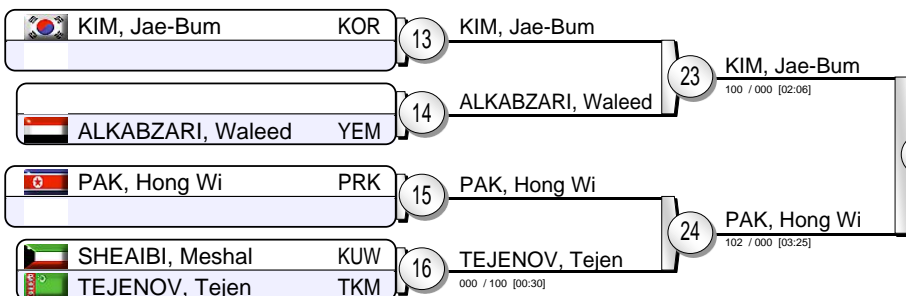 KIM, Jae-Bum KOR
13
KIM, Jae-Bum
23
KIM, Jae-Bum
100 / 000 [02:06]
14
ALKABZARI, Waleed
ALKABZARI, Waleed YEM
PAK, Hong Wi PRK
15
PAK, Hong Wi
24
PAK, Hong Wi
102 / 000 [03:25]
SHEAIBI, Meshal KUW
16
TEJENOV, Tejen
000 / 100 [00:30]
TEJENOV, Tejen TKM